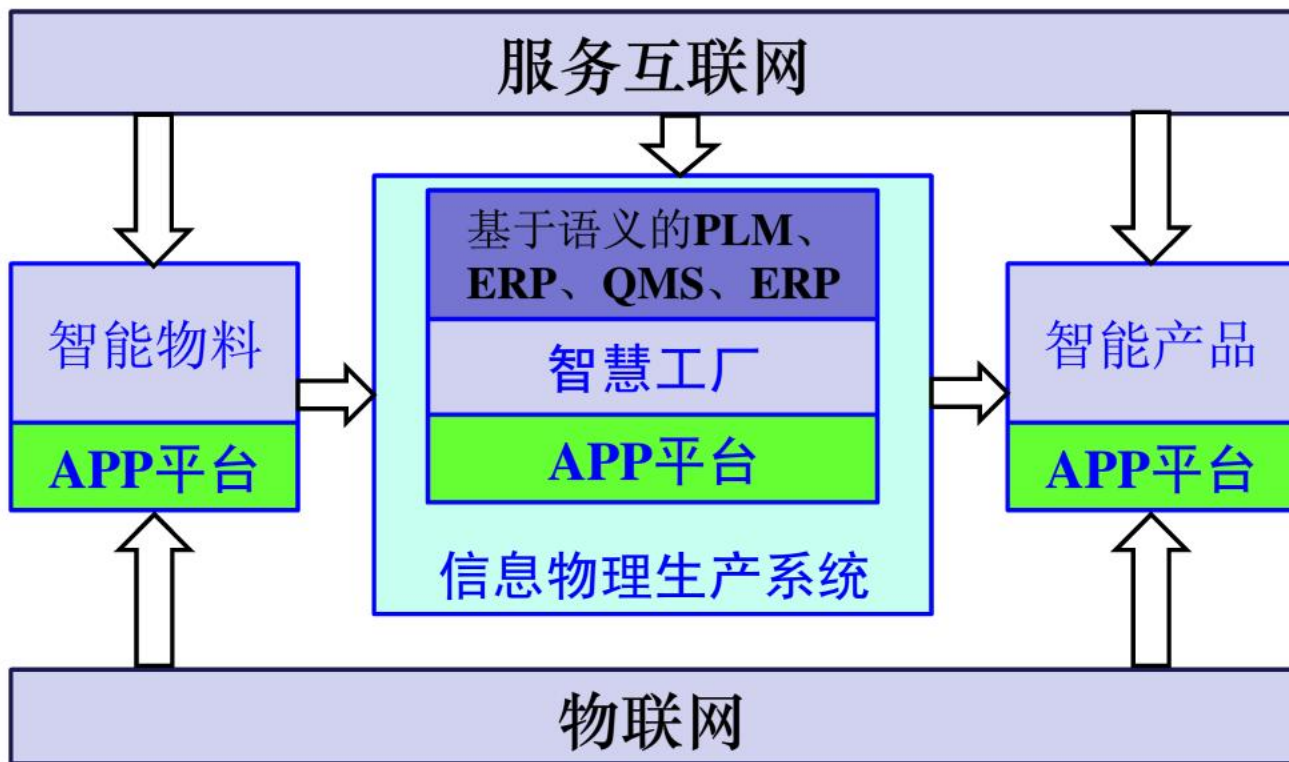 服务互联网
基于语义的PLM、
ERP、QMS、ERP
智能物料
智慧工厂
智能产品
APP平台
APP平台
APP平台
信息物理生产系统
物联网